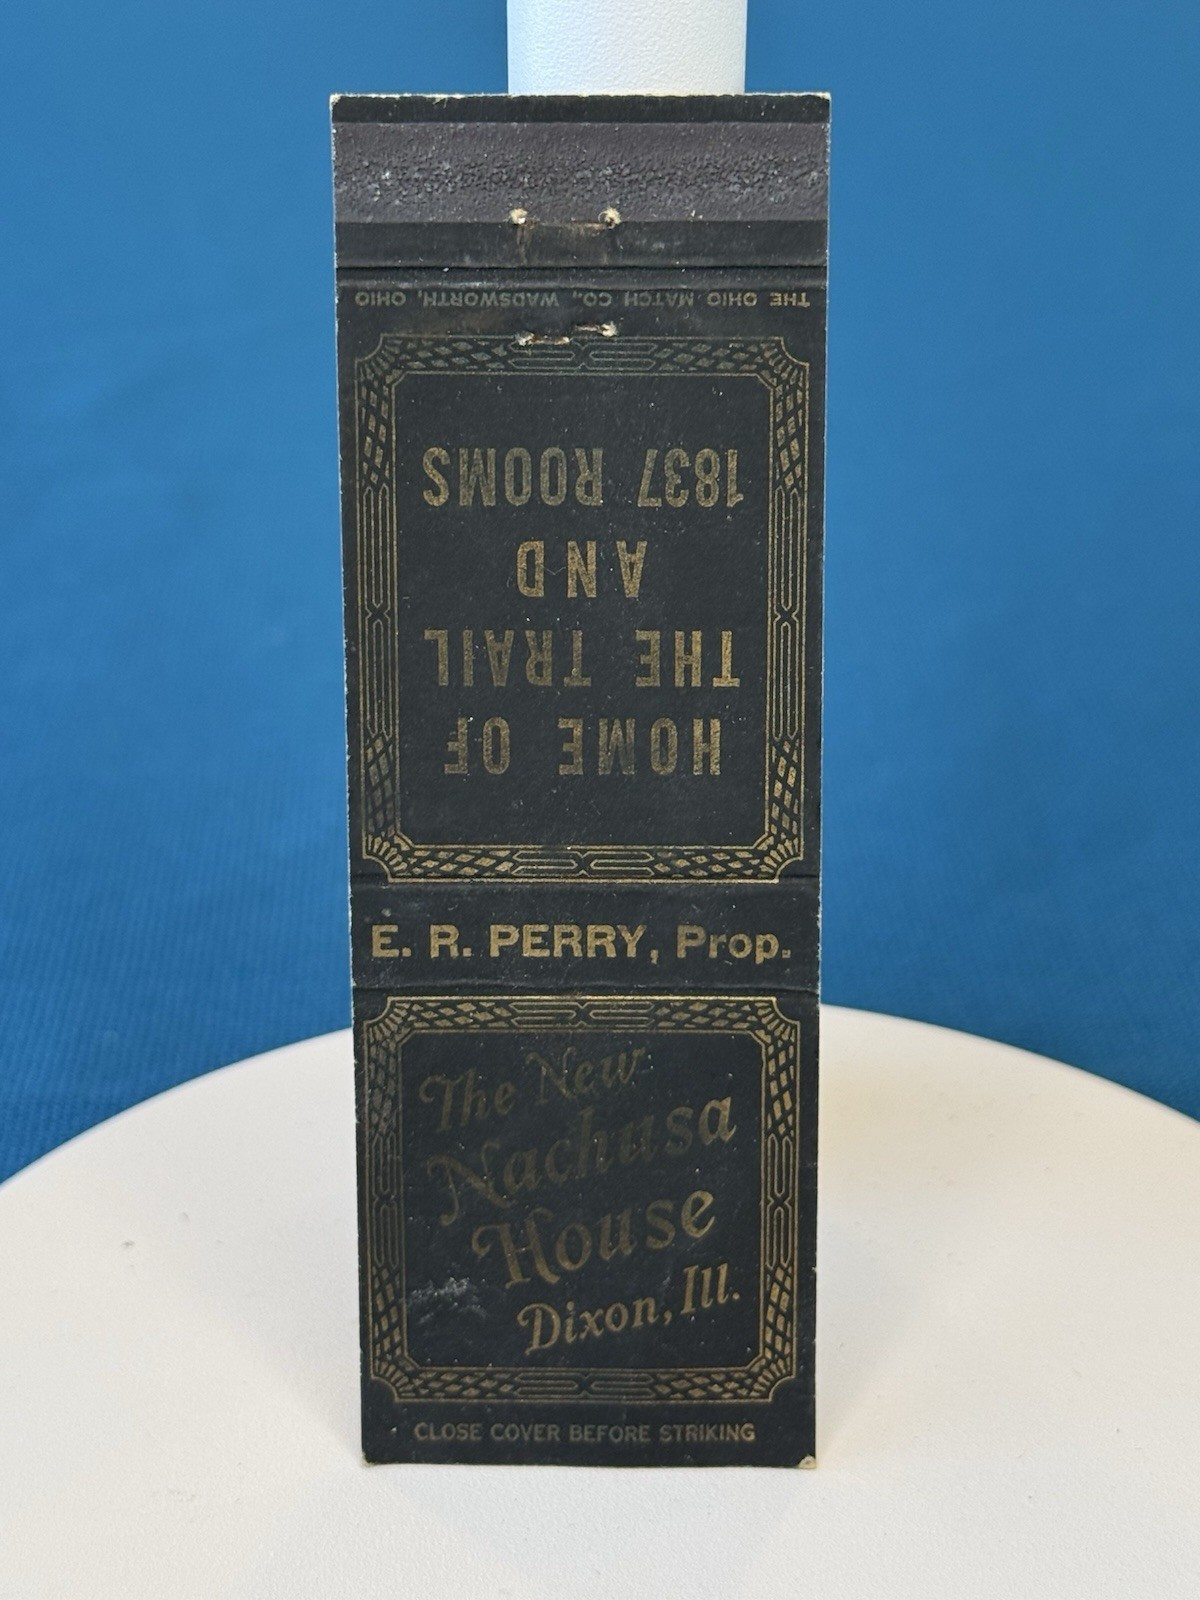 THE OHIO MATCH CO., WADSWORTH, OHIO
HOME OF
THE TRAIL
AND
1837 ROOMS
E. R. PERRY, Prop.
The New
Nachusa
House
Dixon, Ill.
CLOSE COVER BEFORE STRIKING